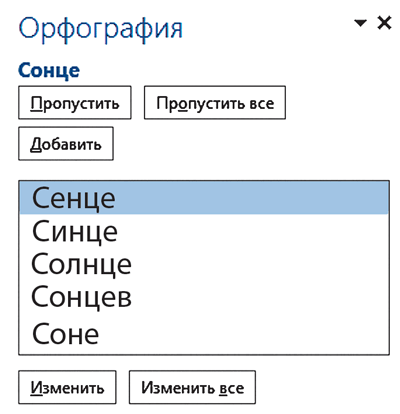 Орфография
Сонце
Пропустить Пропустить все
Добавить
Сенце
Синце
Солнце
Сонцев
Соне
Изменить Изменить все